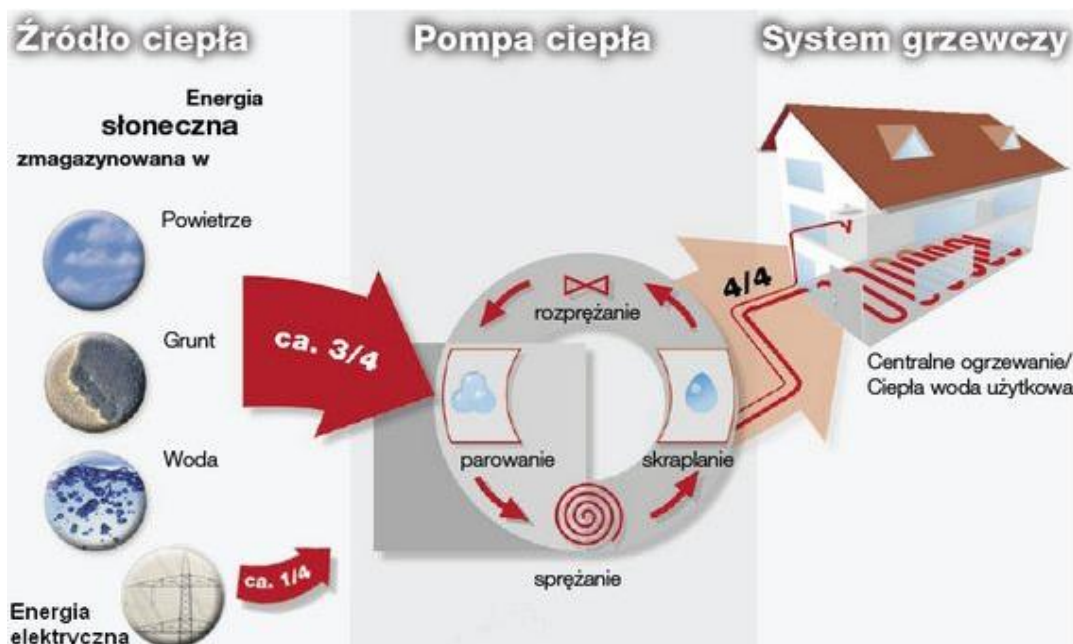 Źródło ciepła
Pompa ciepła
System grzewczy
Energia
słoneczna
zmagazynowana w
Powietrze
Grunt
Woda
Energia
elektryczna
ca. 3/4
ca. 1/4
rozprężanie
parowanie
skraplanie
sprężanie
4/4
Centralne ogrzewanie/
Ciepła woda użytkowa